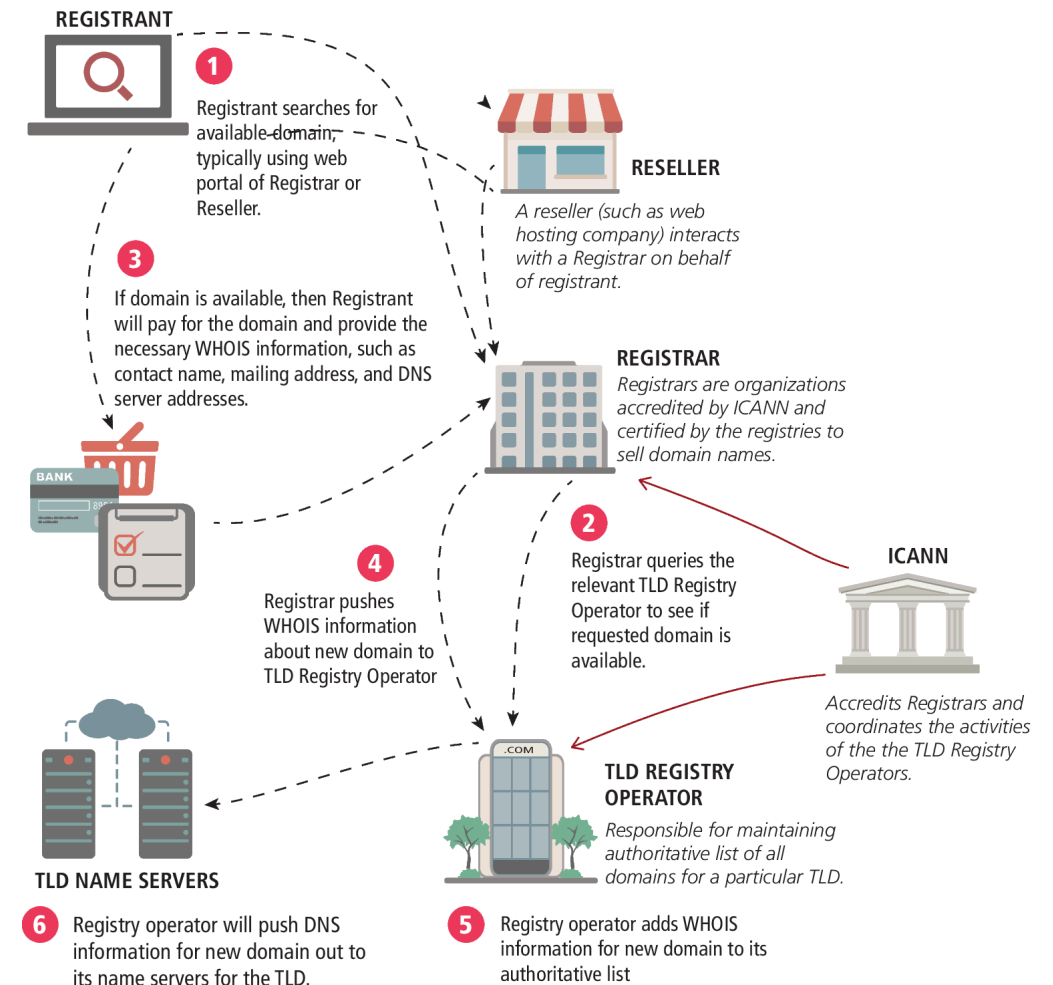 REGISTRANT
1
Registrant searches for
available domain,
typically using web
portal of Registrar or
Reseller.
RESELLER
A reseller (such as web
hosting company) interacts
with a Registrar on behalf
of registrant.
3
If domain is available, then Registrant
will pay for the domain and provide the
necessary WHOIS information, such as
contact name, mailing address, and DNS
server addresses.
REGISTRAR
Registrars are organizations
accredited by ICANN and
certified by the registries to
sell domain names.
BANK
2
Registrar queries the
relevant TLD Registry
Operator to see if
requested domain is
available.
4
Registrar pushes
WHOIS information
about new domain to
TLD Registry Operator
ICANN
Accredits Registrars and
coordinates the activities
of the the TLD Registry
Operators.
.COM
TLD REGISTRY
OPERATOR
Responsible for maintaining
authoritative list of all
domains for a particular TLD.
TLD NAME SERVERS
6
Registry operator will push DNS
information for new domain out to
its name servers for the TLD.
5
Registry operator adds WHOIS
information for new domain to its
authoritative list